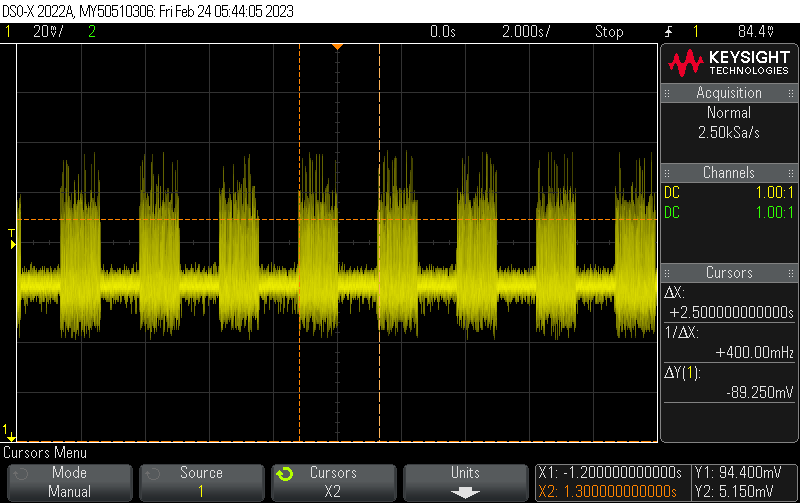 DSO-X 2022A, MY50510306: Fri Feb 24 05:44:05 2023
1 20mV/ 2 0.0s 2.000s/ Stop 1 84.4mV
KEYSIGHT
TECHNOLOGIES
Acquisition
Normal
2.50kSa/s
Channels
DC 1.00:1
DC 1.00:1
Cursors
ΔX:
+2.500000000000s
1/ΔX:
+400.00mHz
ΔY(1):
-89.250mV
T
1
Cursors Menu
Mode
Manual
Source
1
Cursors
X2
Units
X1: -1.200000000000s Y1: 94.400mV
X2: 1.300000000000s Y2: 5.150mV